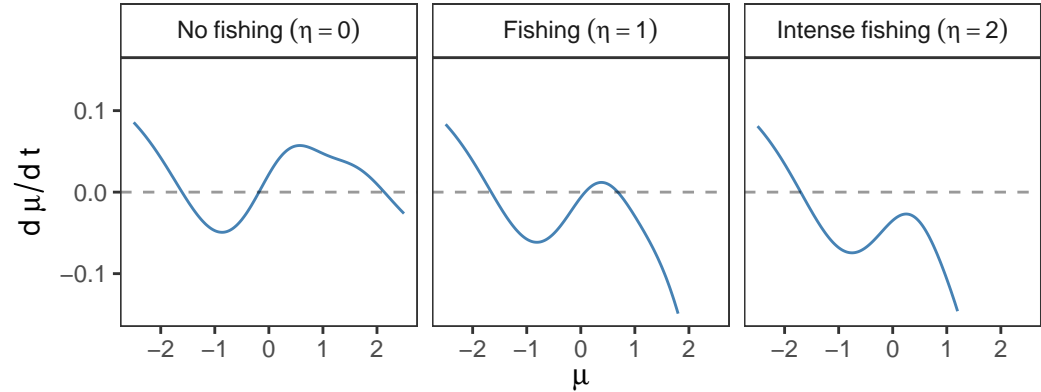 No fishing (η = 0)
Fishing (η = 1)
Intense fishing (η = 2)
0.1
0.0
−0.1
d μ/d t
−2 −1 0 1 2
−2 −1 0 1 2
−2 −1 0 1 2
μ